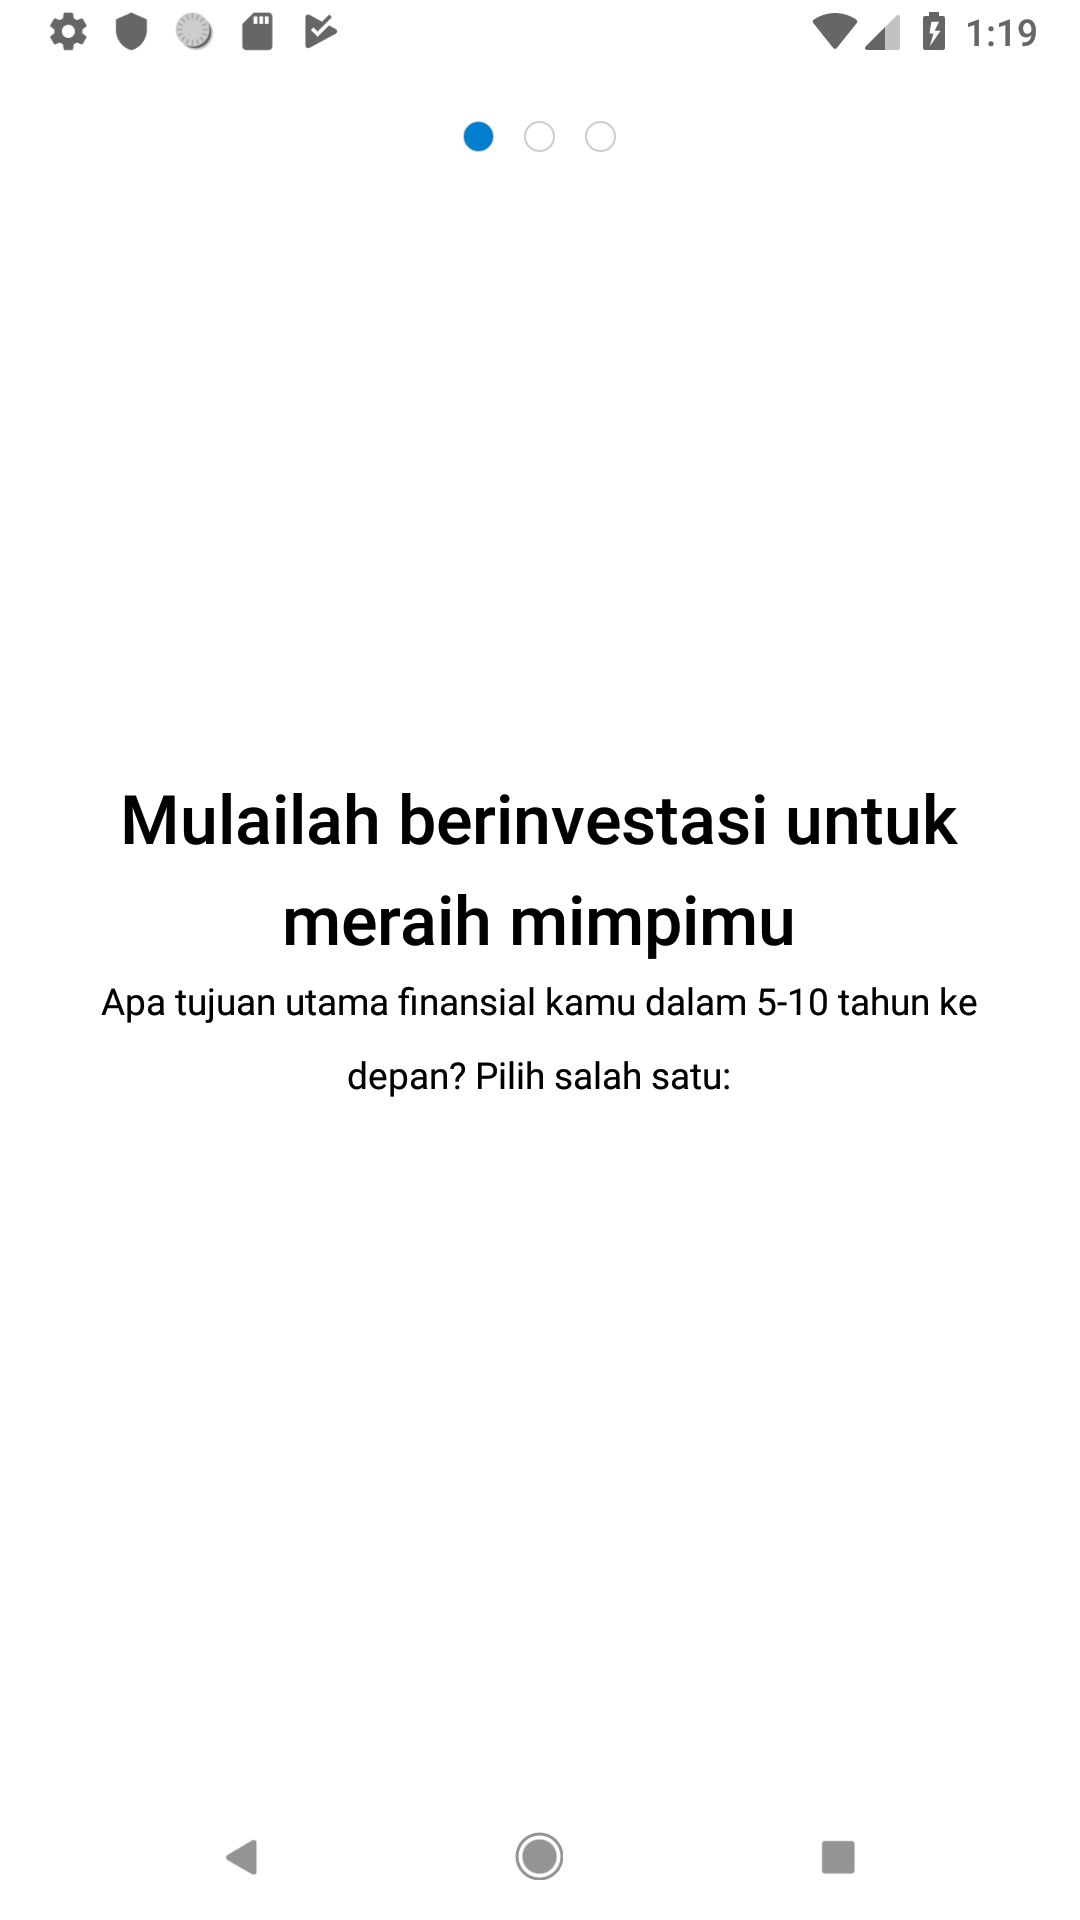 1:19
Mulailah berinvestasi untuk
meraih mimpimu
Apa tujuan utama finansial kamu dalam 5-10 tahun ke
depan? Pilih salah satu: